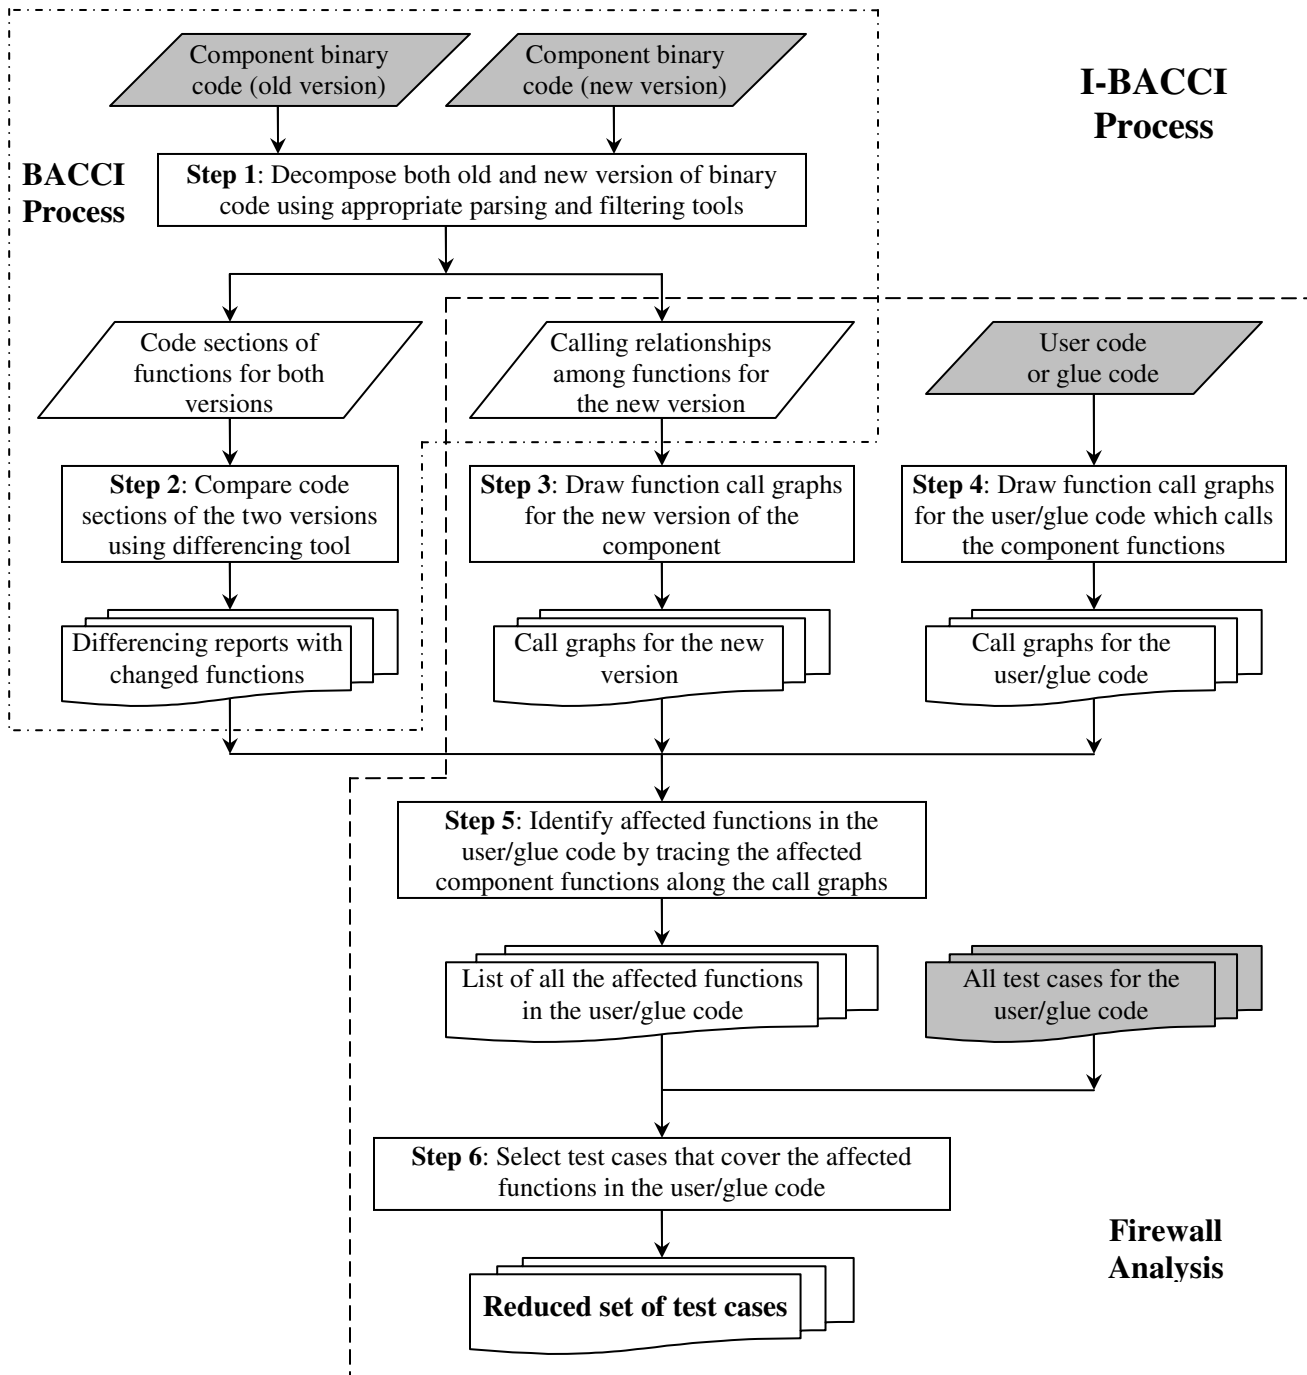 Component binary
code (old version)
Component binary
code (new version)
I-BACCI
Process
BACCI
Process
Step 1: Decompose both old and new version of binary
code using appropriate parsing and filtering tools
Code sections of
functions for both
versions
Calling relationships
among functions for
the new version
User code
or glue code
Step 2: Compare code
sections of the two versions
using differencing tool
Step 3: Draw function call graphs
for the new version of the
component
Step 4: Draw function call graphs
for the user/glue code which calls
the component functions
Differencing reports with
changed functions
Call graphs for the new
version
Call graphs for the
user/glue code
Step 5: Identify affected functions in the
user/glue code by tracing the affected
component functions along the call graphs
List of all the affected functions
in the user/glue code
All test cases for the
user/glue code
Step 6: Select test cases that cover the affected
functions in the user/glue code
Firewall
Analysis
Reduced set of test cases